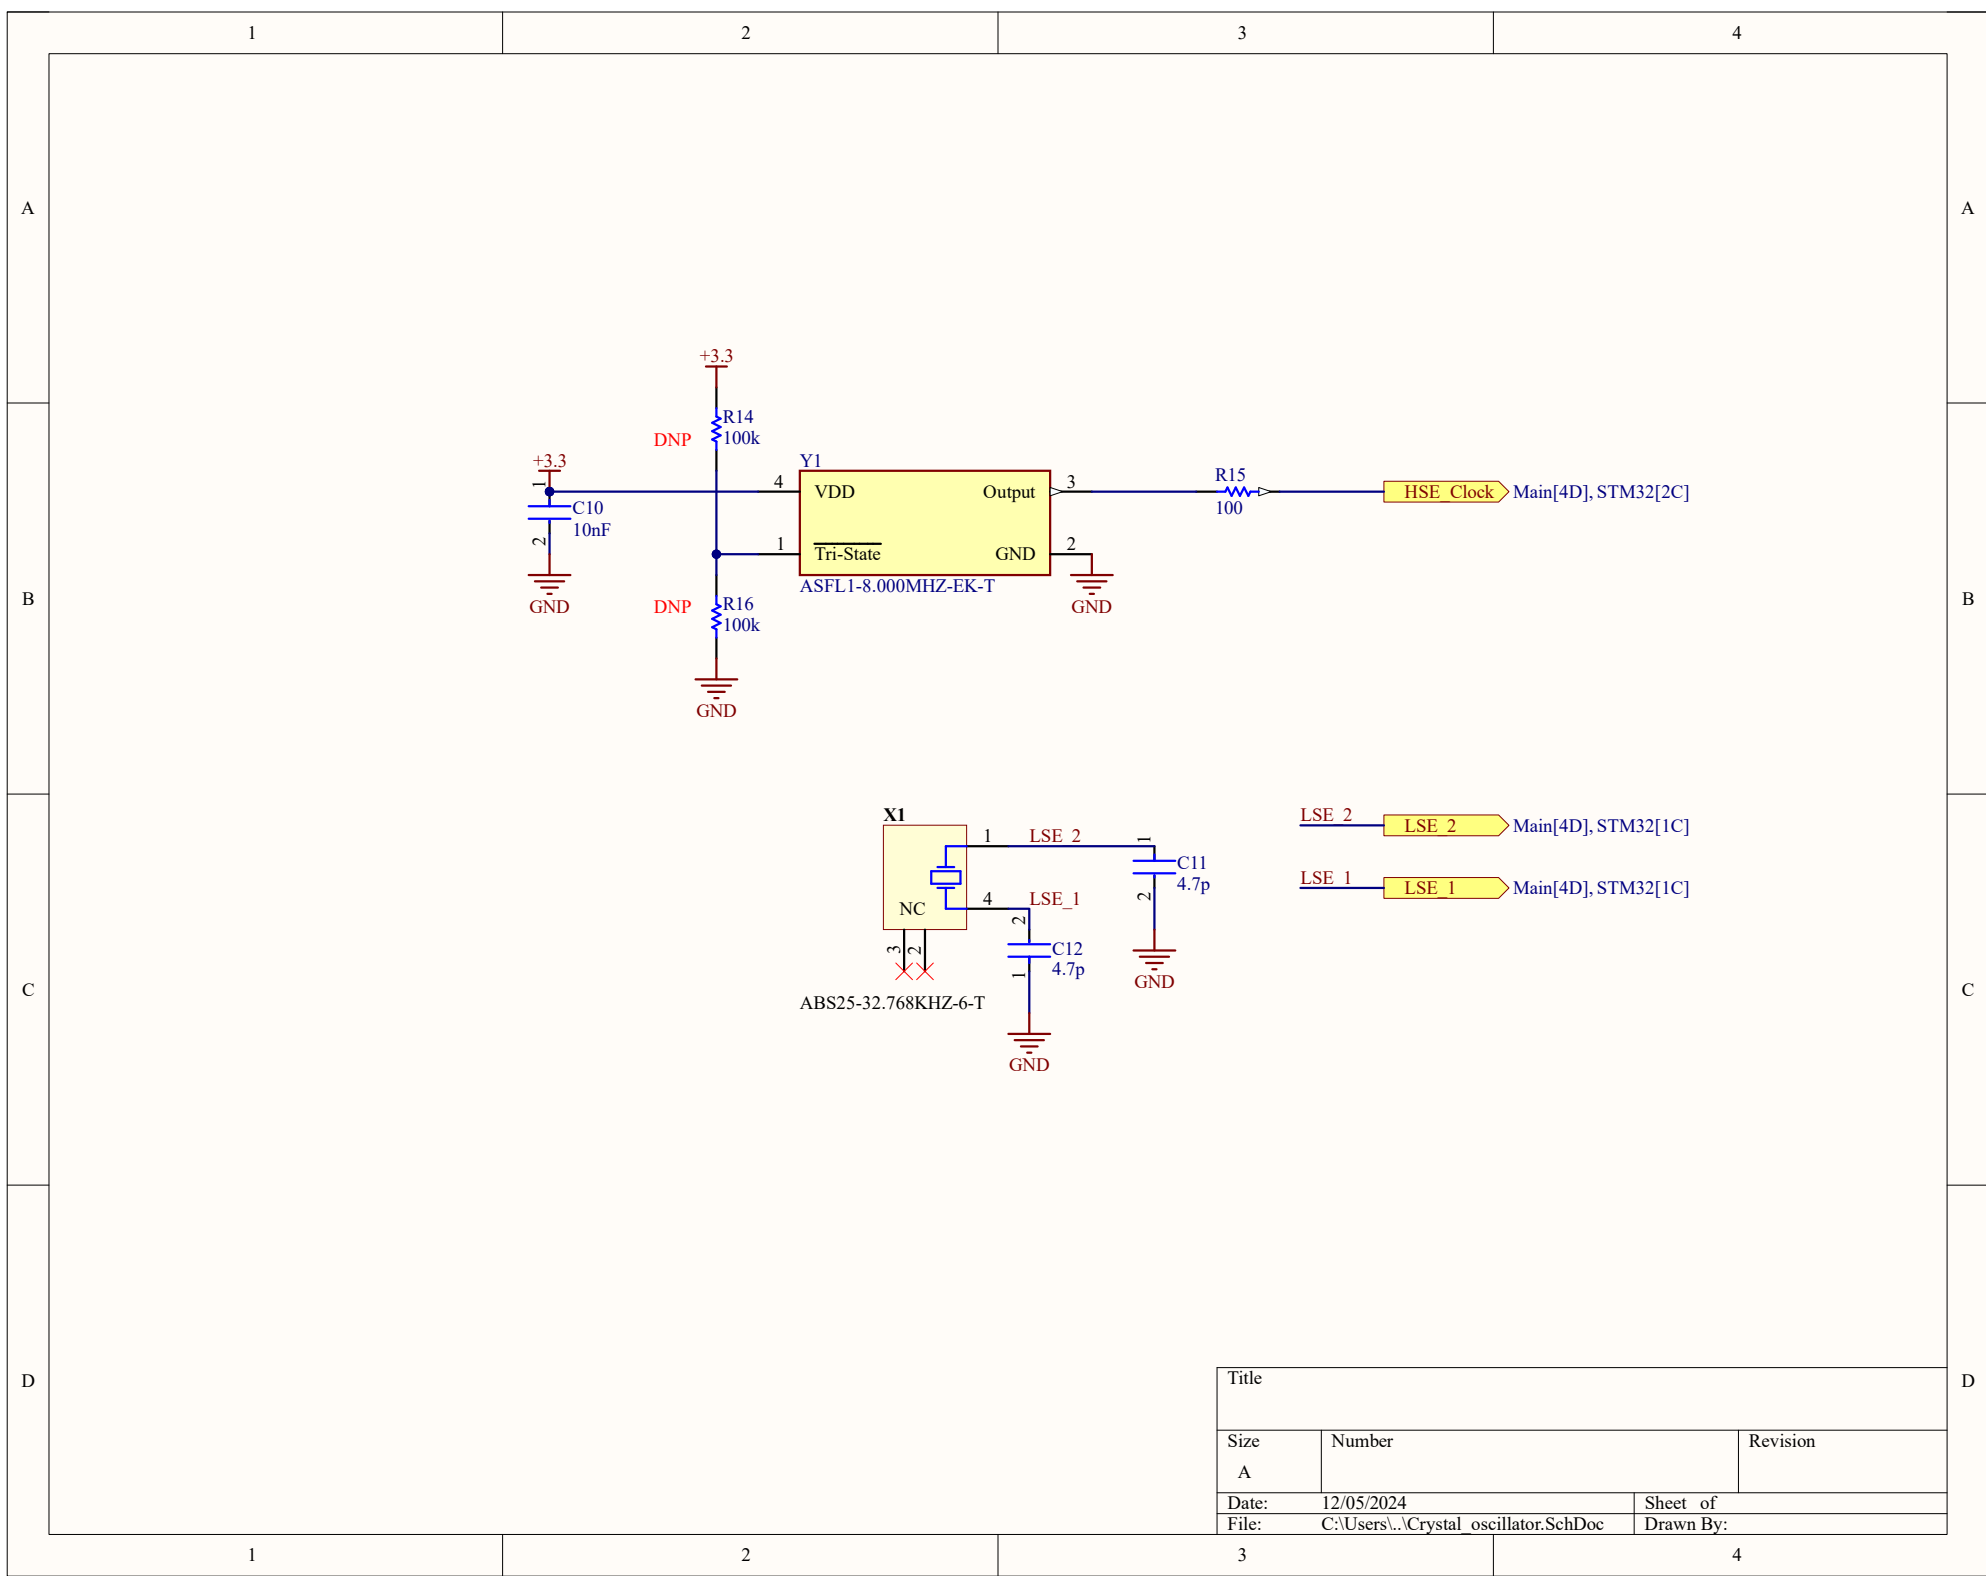 1 2 3 4
A A
+3.3
R14
DNP 100k
+3.3
1
C10
10nF
2
GND
Y1
4 VDD Output 3
1 Tri-State GND 2
ASFL1-8.000MHZ-EK-T
GND
R15
100
HSE_Clock Main[4D], STM32[2C]
B B
DNP R16
100k
GND
X1
1 LSE_2
4 LSE_1
NC
3 2
ABS25-32.768KHZ-6-T
1
C11
4.7p
2
GND
2
C12
4.7p
1
GND
LSE_2 LSE_2 Main[4D], STM32[1C]
LSE_1 LSE_1 Main[4D], STM32[1C]
C C
D D
Title
Size Number Revision
A
Date: 12/05/2024 Sheet of
File: C:\Users\..\Crystal_oscillator.SchDoc Drawn By:
1 2 3 4